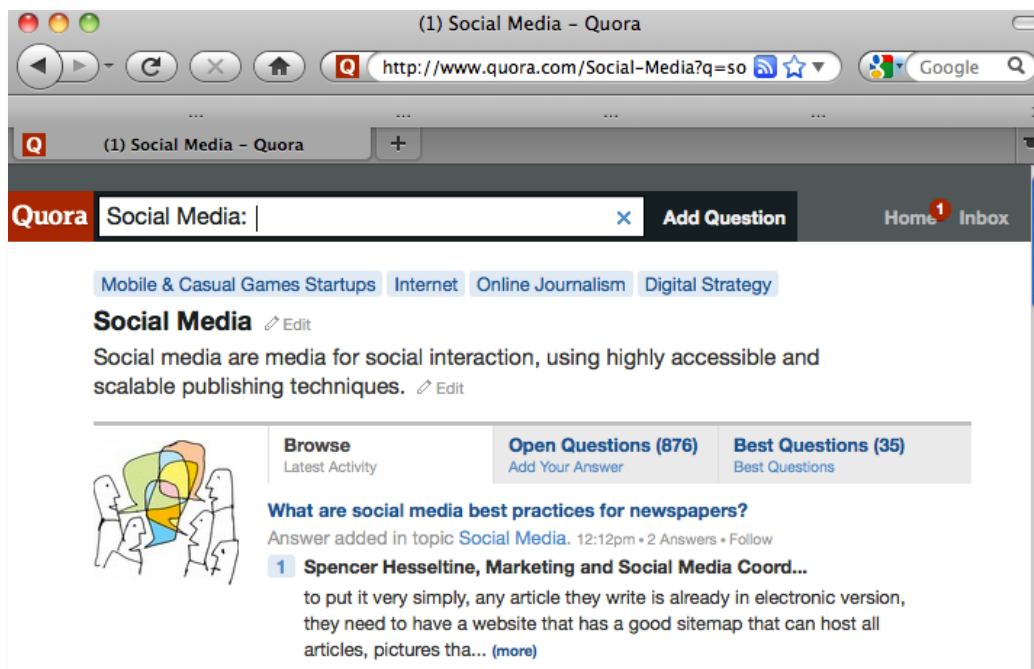 (1) Social Media – Quora
Q http://www.quora.com/Social-Media?q=so Google
... ... ... ...
Q (1) Social Media – Quora +
Quora Social Media: × Add Question Home 1 Inbox
Mobile & Casual Games Startups Internet Online Journalism Digital Strategy
Social Media Edit
Social media are media for social interaction, using highly accessible and
scalable publishing techniques. Edit
Browse Open Questions (876) Best Questions (35)
Latest Activity Add Your Answer Best Questions
What are social media best practices for newspapers?
Answer added in topic Social Media. 12:12pm • 2 Answers • Follow
1 Spencer Hesseltine, Marketing and Social Media Coord...
to put it very simply, any article they write is already in electronic version,
they need to have a website that has a good sitemap that can host all
articles, pictures tha... (more)